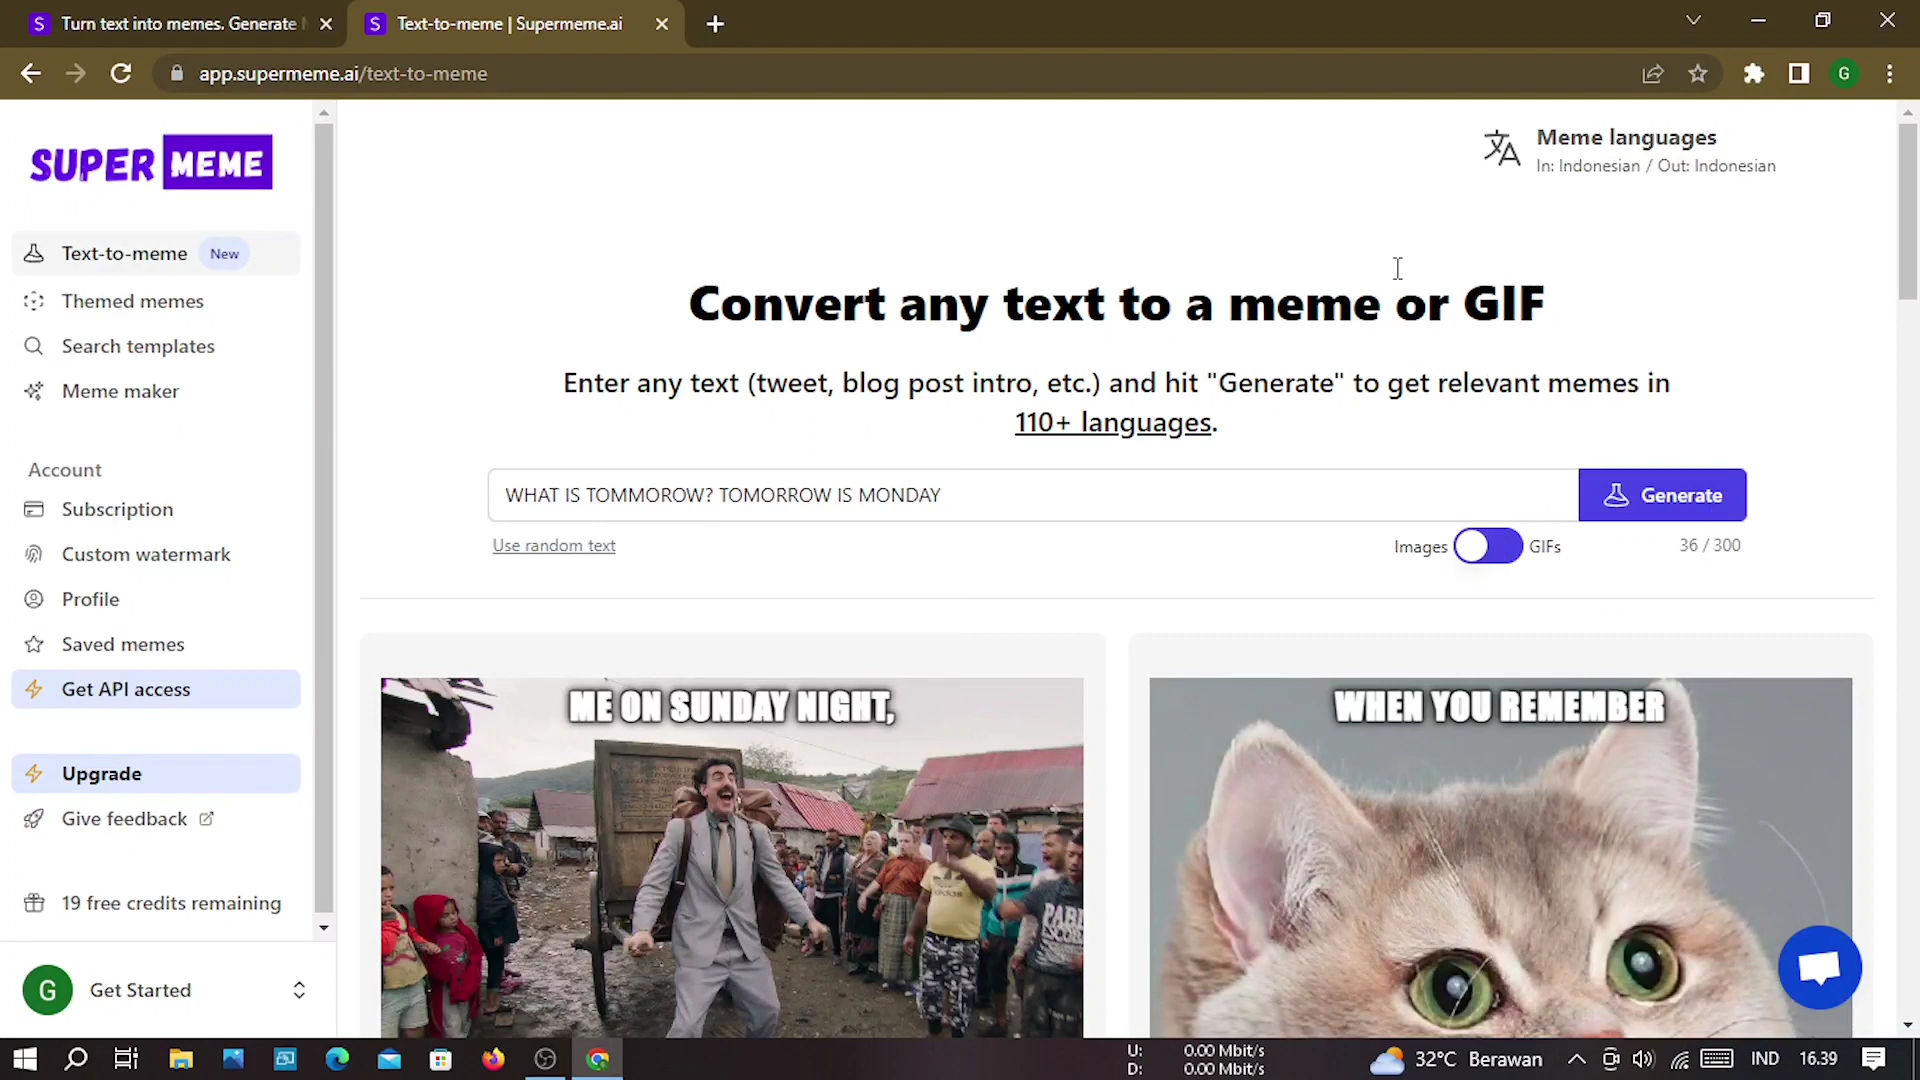 Turn text into memes. Generate
Text-to-meme | Supermeme.ai
app.supermeme.ai/text-to-meme
G
SUPER MEME
Text-to-meme New
Themed memes
Search templates
Meme maker
Account
Subscription
Custom watermark
Profile
Saved memes
Get API access
Upgrade
Give feedback
19 free credits remaining
G Get Started
Meme languages
In: Indonesian / Out: Indonesian
Convert any text to a meme or GIF
Enter any text (tweet, blog post intro, etc.) and hit "Generate" to get relevant memes in
110+ languages.
WHAT IS TOMMOROW? TOMORROW IS MONDAY
Generate
Use random text
Images GIFs 36 / 300
ME ON SUNDAY NIGHT,
WHEN YOU REMEMBER
adidas
U: 0.00 Mbit/s
D: 0.00 Mbit/s
32°C Berawan
IND
16.39